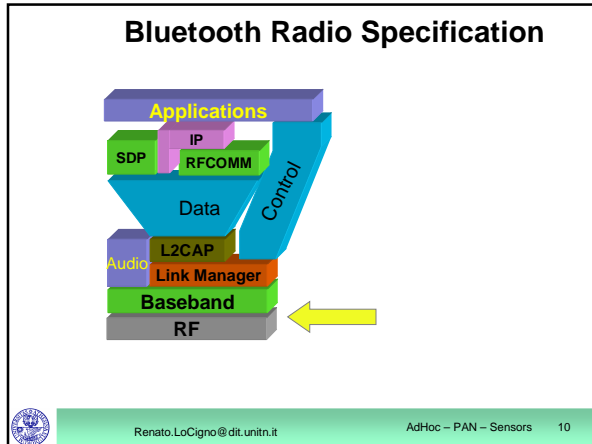 Bluetooth Radio Specification
Applications
IP
SDP
RFCOMM
Control
Data
L2CAP
Audio
Link Manager
Baseband
RF
Renato.LoCigno@dit.unitn.it
AdHoc – PAN – Sensors 10